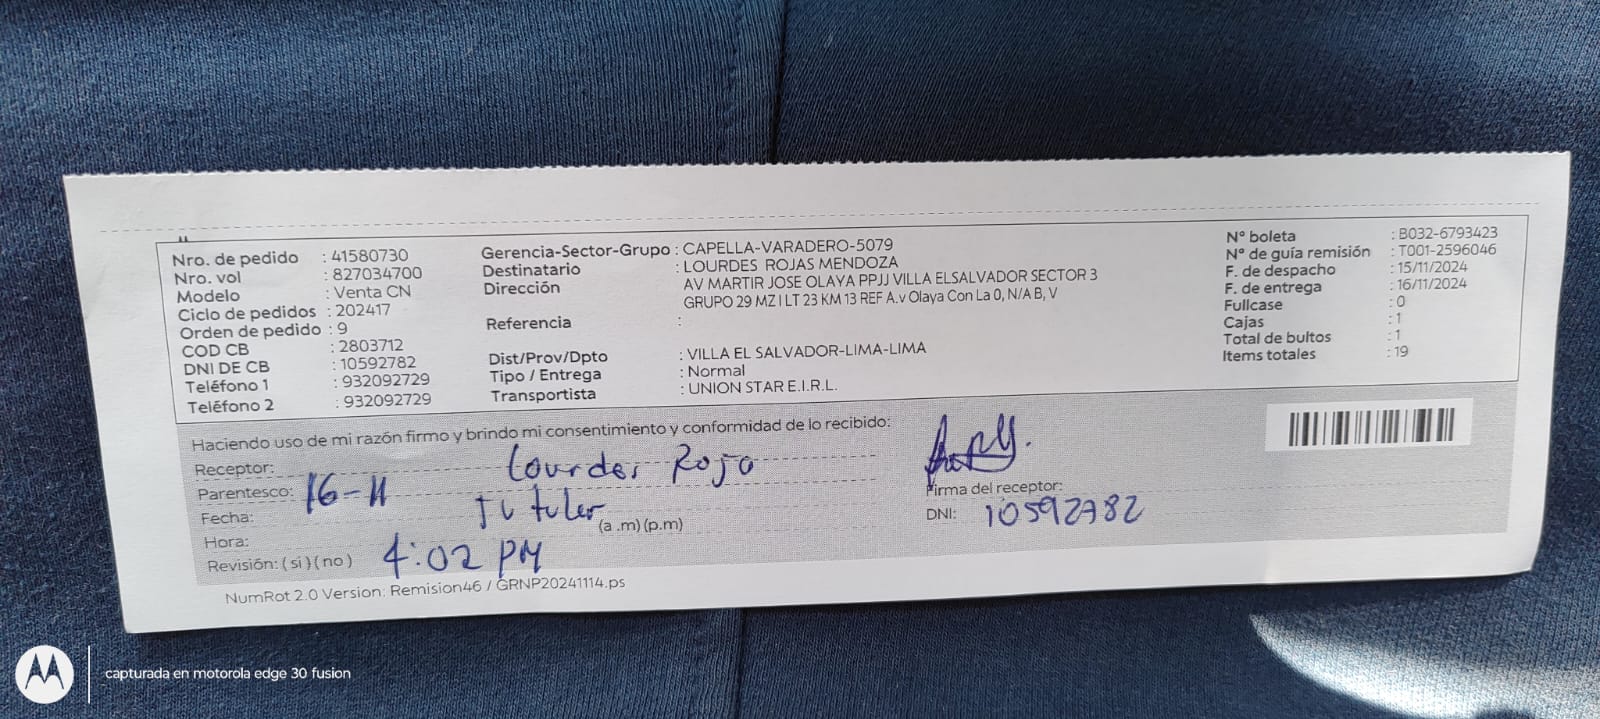 Nro. de pedido : 41580730
Nro. vol : 827034700
Modelo : Venta CN
Ciclo de pedidos : 202417
Orden de pedido : 9
COD CB : 2803712
DNI DE CB : 10592782
Teléfono 1 : 932092729
Teléfono 2 : 932092729
Gerencia-Sector-Grupo : CAPELLA-VARADERO-5079
Destinatario : LOURDES ROJAS MENDOZA
Dirección : AV MARTIR JOSE OLAYA PPJJ VILLA ELSALVADOR SECTOR 3
GRUPO 29 MZ I LT 23 KM 13 REF A.v Olaya Con La 0, N/A B, V
Referencia :
Dist/Prov/Dpto : VILLA EL SALVADOR-LIMA-LIMA
Tipo / Entrega : Normal
Transportista : UNION STAR E.I.R.L.
N° boleta : B032-6793423
N° de guía remisión : T001-2596046
F. de despacho : 15/11/2024
F. de entrega : 16/11/2024
Fullcase : 0
Cajas : 1
Total de bultos : 1
Items totales : 19
Haciendo uso de mi razón firmo y brindo mi consentimiento y conformidad de lo recibido:
Receptor: Lourdes Roja
Parentesco: 16-11
Fecha: Titular
Hora: (a .m) (p.m)
Revisión: ( si ) ( no ) 4:02 PM
Firma del receptor:
DNI: 10592782
NumRot 2.0 Version: Remision46 / GRNP20241114.ps
capturada en motorola edge 30 fusion